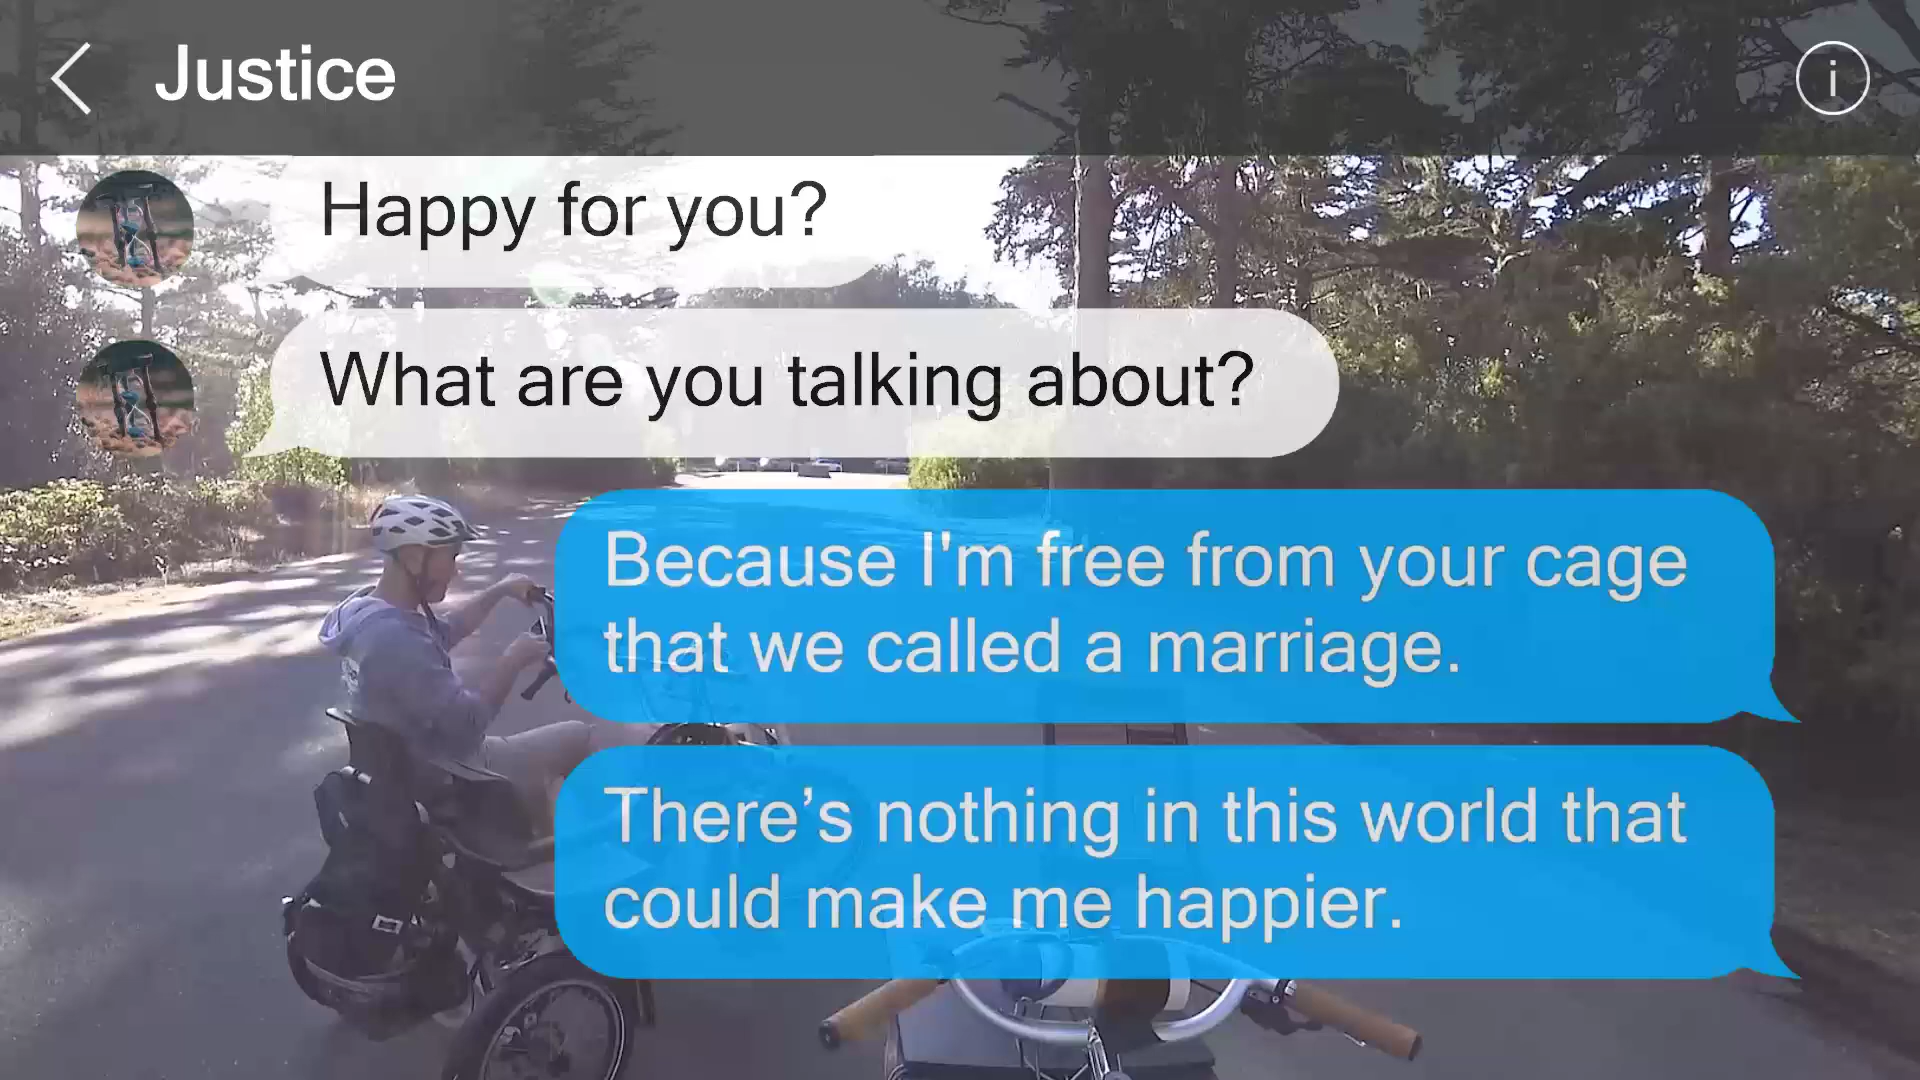 Justice
i
Happy for you?
What are you talking about?
Because I'm free from your cage
that we called a marriage.
There’s nothing in this world that
could make me happier.